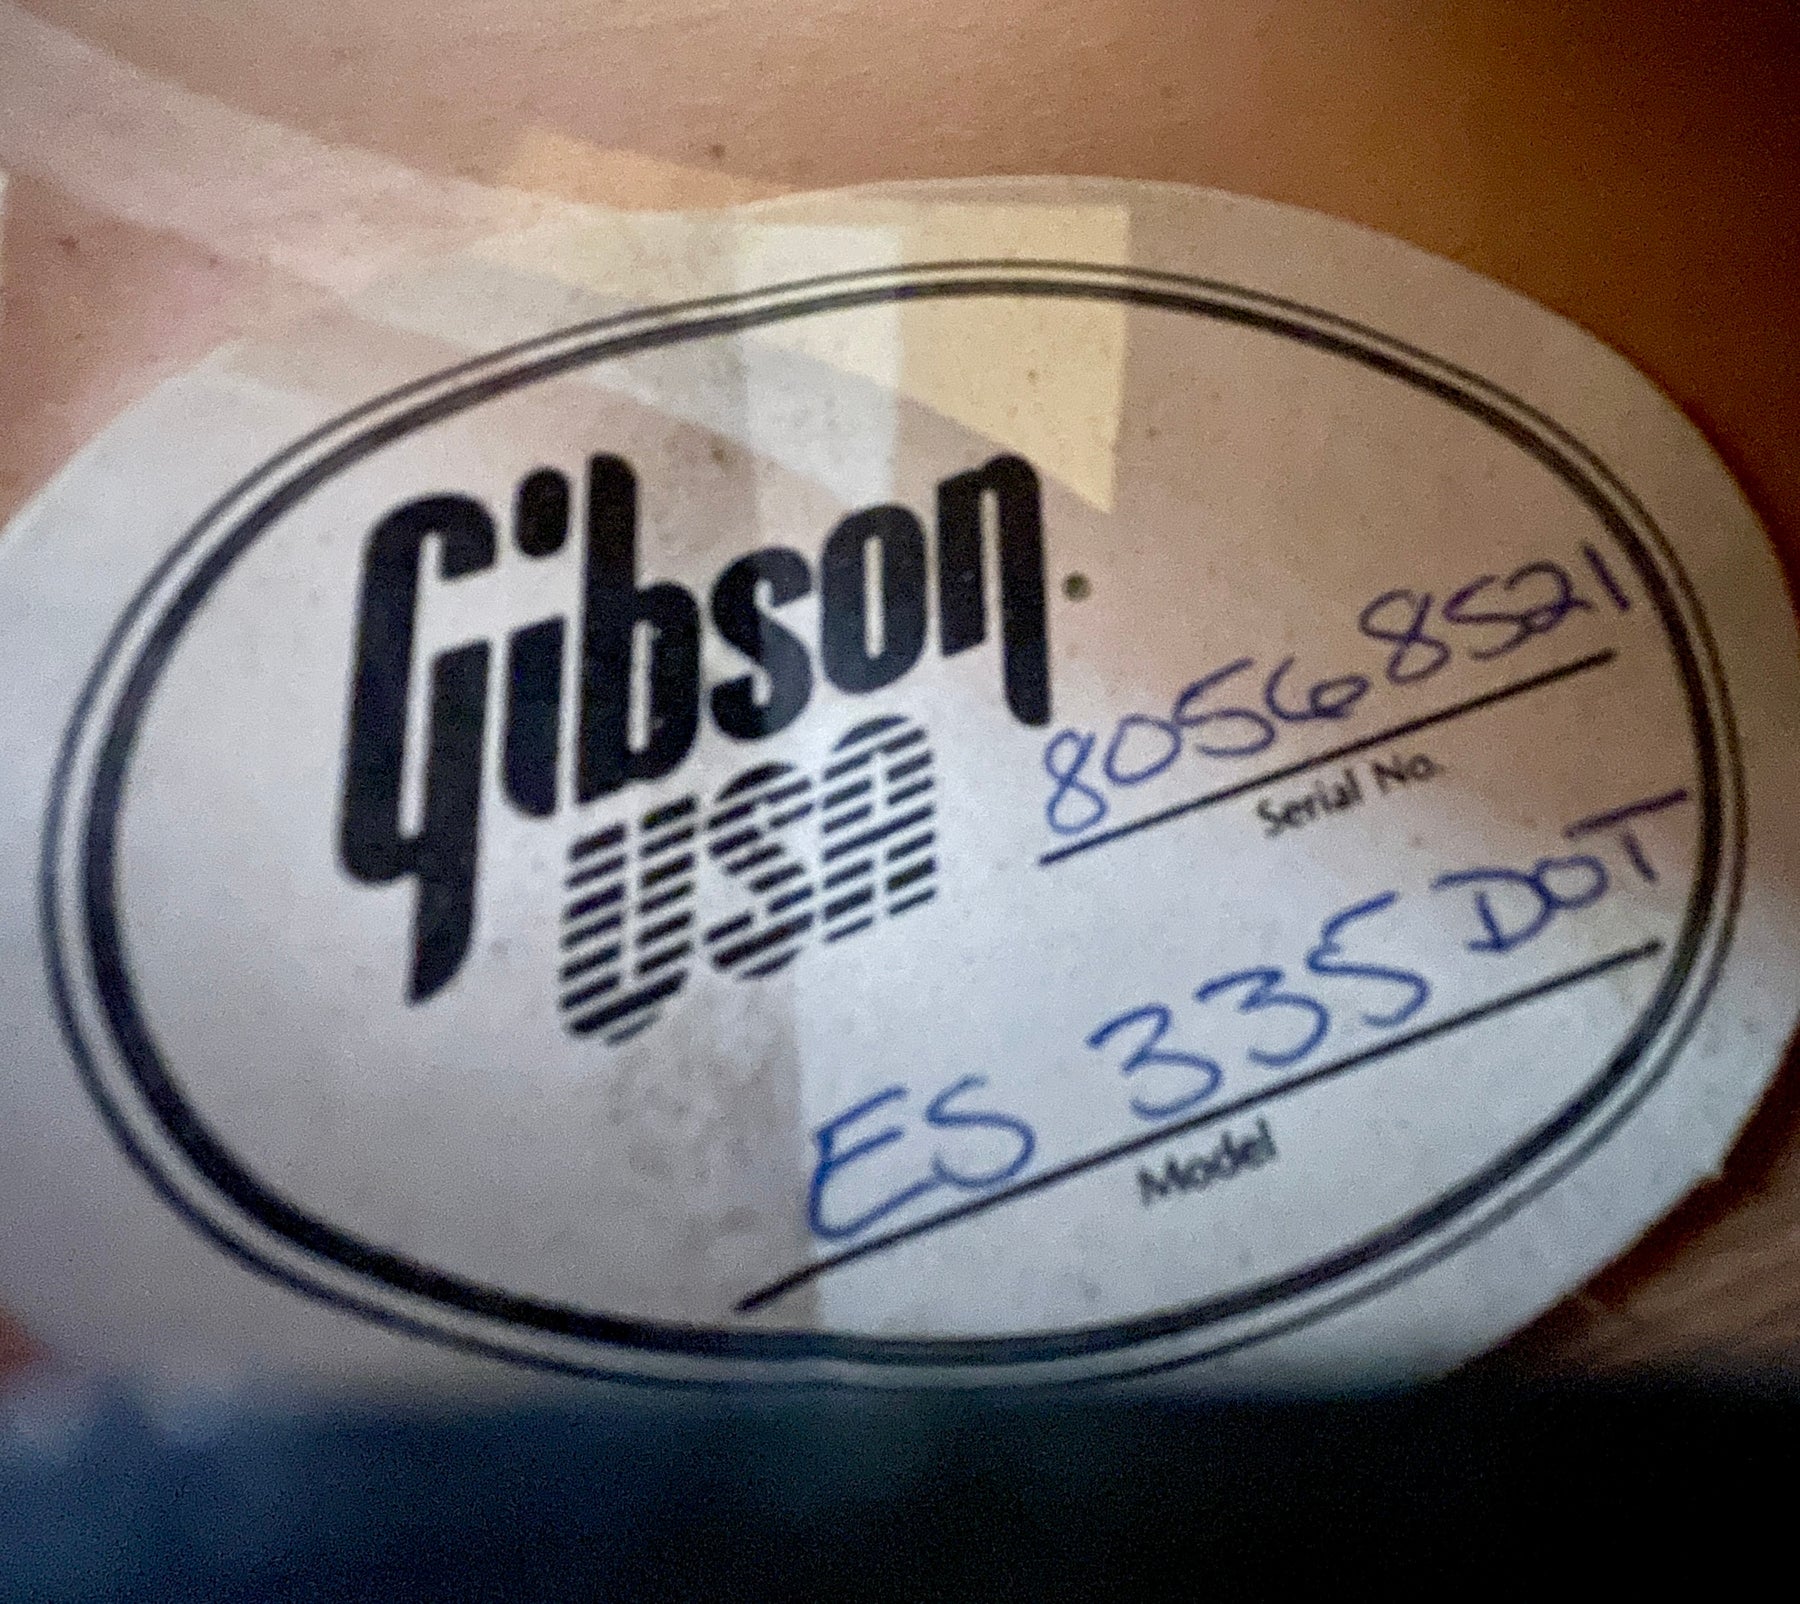 Gibson
USA
80568521
Serial No.
ES 335 DOT
Model